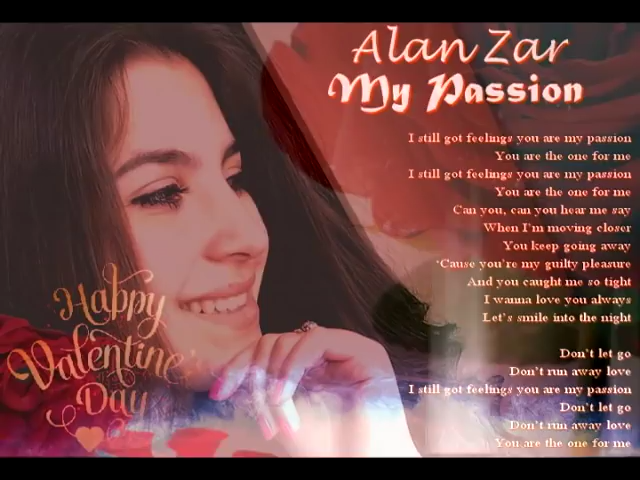 Alan Zar
My Passion
I still got feelings you are my passion
You are the one for me
I still got feelings you are my passion
You are the one for me
Can you, can you hear me say
When I'm moving closer
You keep going away
'Cause you're my guilty pleasure
And you caught me so tight
I wanna love you always
Let's smile into the night
Don't let go
Don't run away love
I still got feelings you are my passion
Don't let go
Don't run away love
You are the one for me
Happy
Valentine's
Day